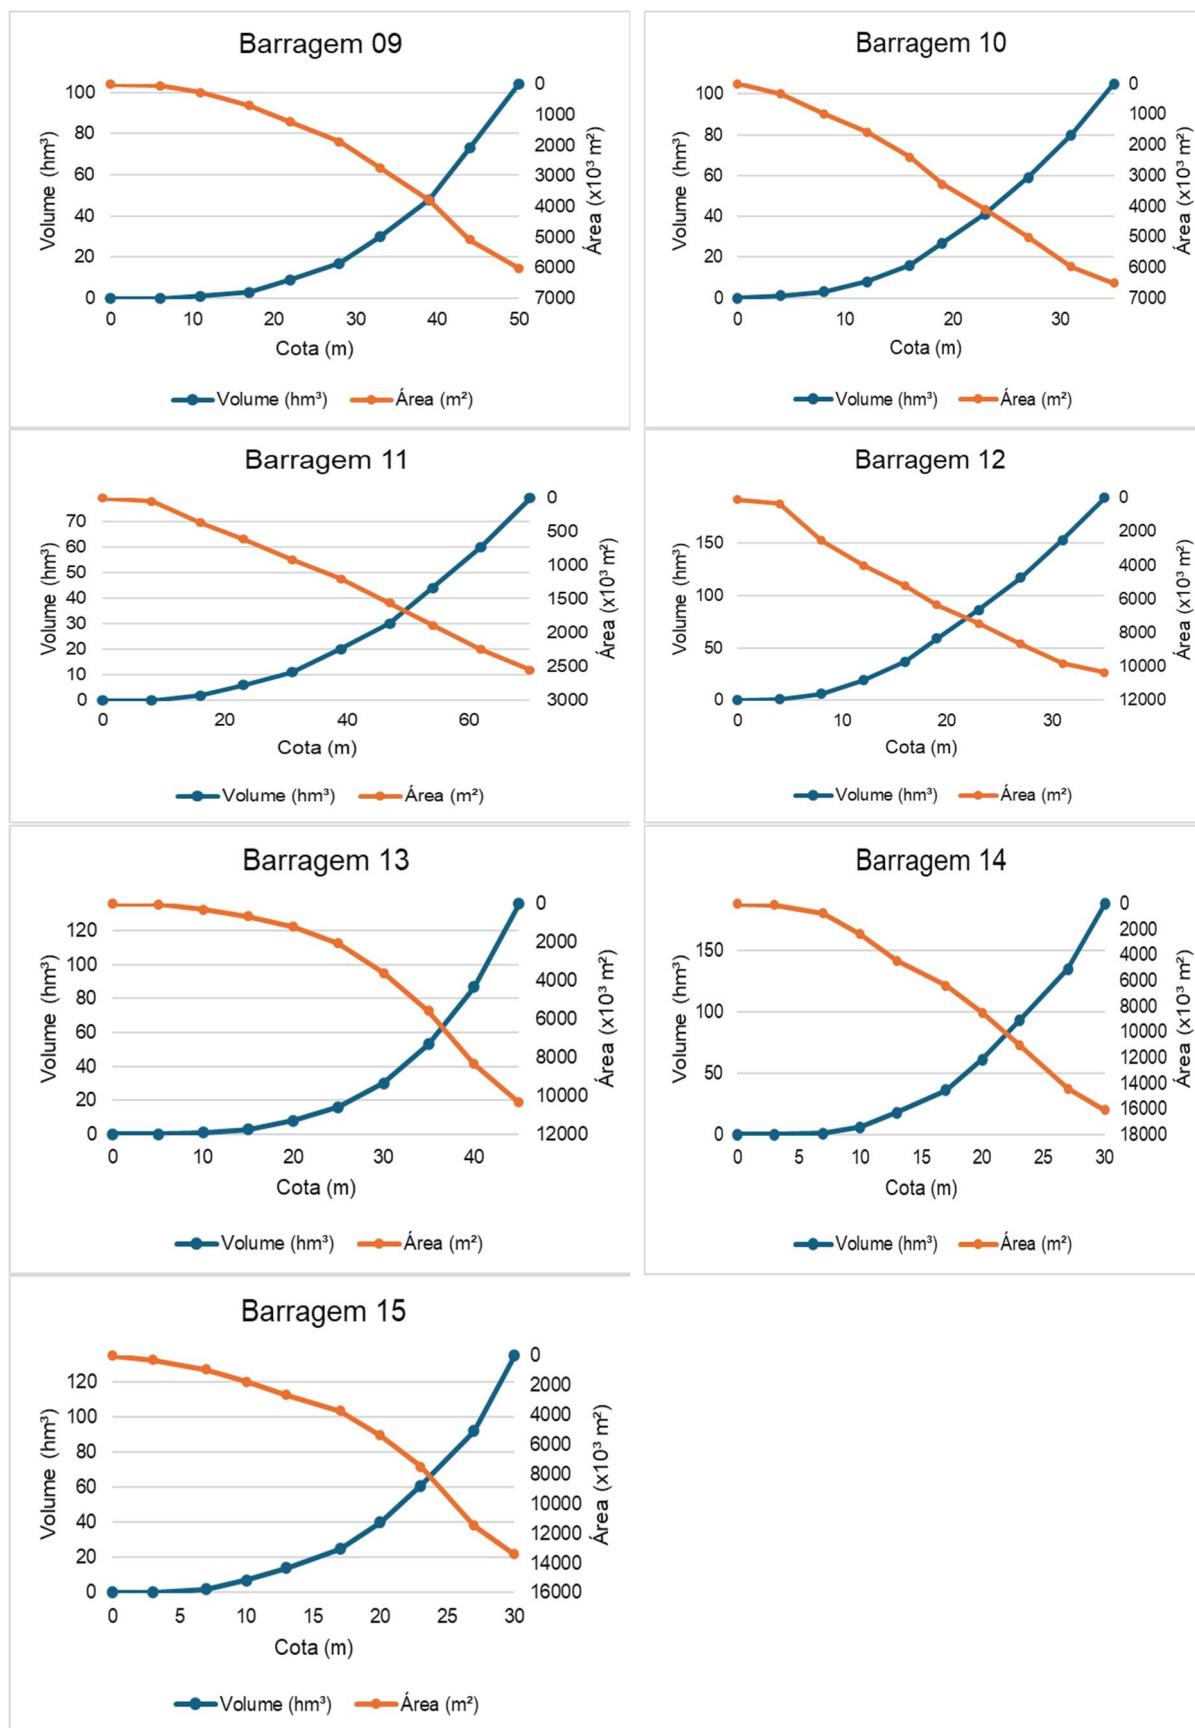 Barragem 09
Volume (hm³)
100
80
60
40
20
0
0
1000
2000
3000
4000
5000
6000
7000
Área (x10³ m²)
0 10 20 30 40 50
Cota (m)
Volume (hm³) Área (m²)
Barragem 10
Volume (hm³)
100
80
60
40
20
0
0
1000
2000
3000
4000
5000
6000
7000
Área (x10³ m²)
0 10 20 30
Cota (m)
Volume (hm³) Área (m²)
Barragem 11
Volume (hm³)
70
60
50
40
30
20
10
0
0
500
1000
1500
2000
2500
3000
Área (x10³ m²)
0 20 40 60
Cota (m)
Volume (hm³) Área (m²)
Barragem 12
Volume (hm³)
150
100
50
0
0
2000
4000
6000
8000
10000
12000
Área (x10³ m²)
0 10 20 30
Cota (m)
Volume (hm³) Área (m²)
Barragem 13
Volume (hm³)
120
100
80
60
40
20
0
0
2000
4000
6000
8000
10000
12000
Área (x10³ m²)
0 10 20 30 40
Cota (m)
Volume (hm³) Área (m²)
Barragem 14
Volume (hm³)
150
100
50
0
0
2000
4000
6000
8000
10000
12000
14000
16000
18000
Área (x10³ m²)
0 5 10 15 20 25 30
Cota (m)
Volume (hm³) Área (m²)
Barragem 15
Volume (hm³)
120
100
80
60
40
20
0
0
2000
4000
6000
8000
10000
12000
14000
16000
Área (x10³ m²)
0 5 10 15 20 25 30
Cota (m)
Volume (hm³) Área (m²)